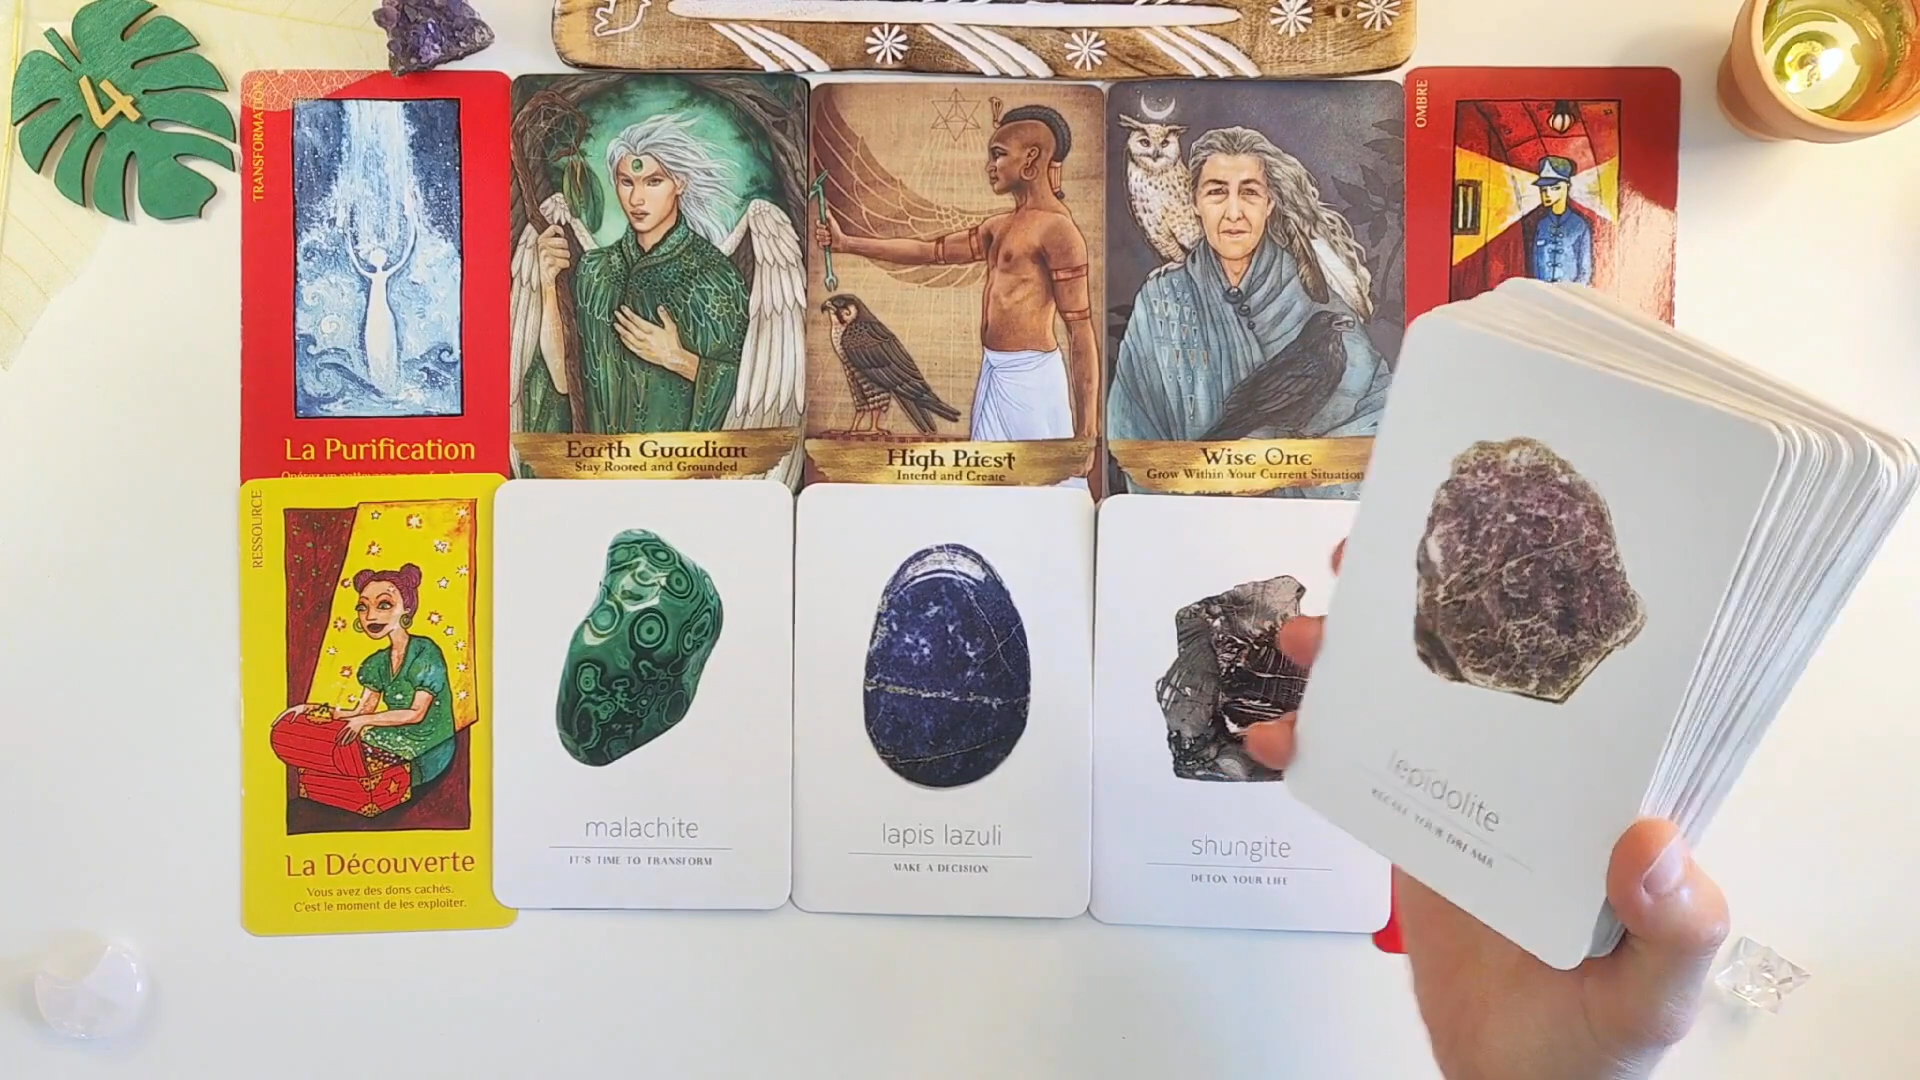 4
TRANSFORMATION
La Purification
Earth Guardian
Stay Rooted and Grounded
High Priest
Intend and Create
Wise One
Grow Within Your Current Situation
OMBRE
RESSOURCE
La Découverte
Vous avez des dons cachés.
C'est le moment de les exploiter.
malachite
IT'S TIME TO TRANSFORM
lapis lazuli
MAKE A DECISION
shungite
DETOX YOUR LIFE
lepidolite
YOUR DREAMS